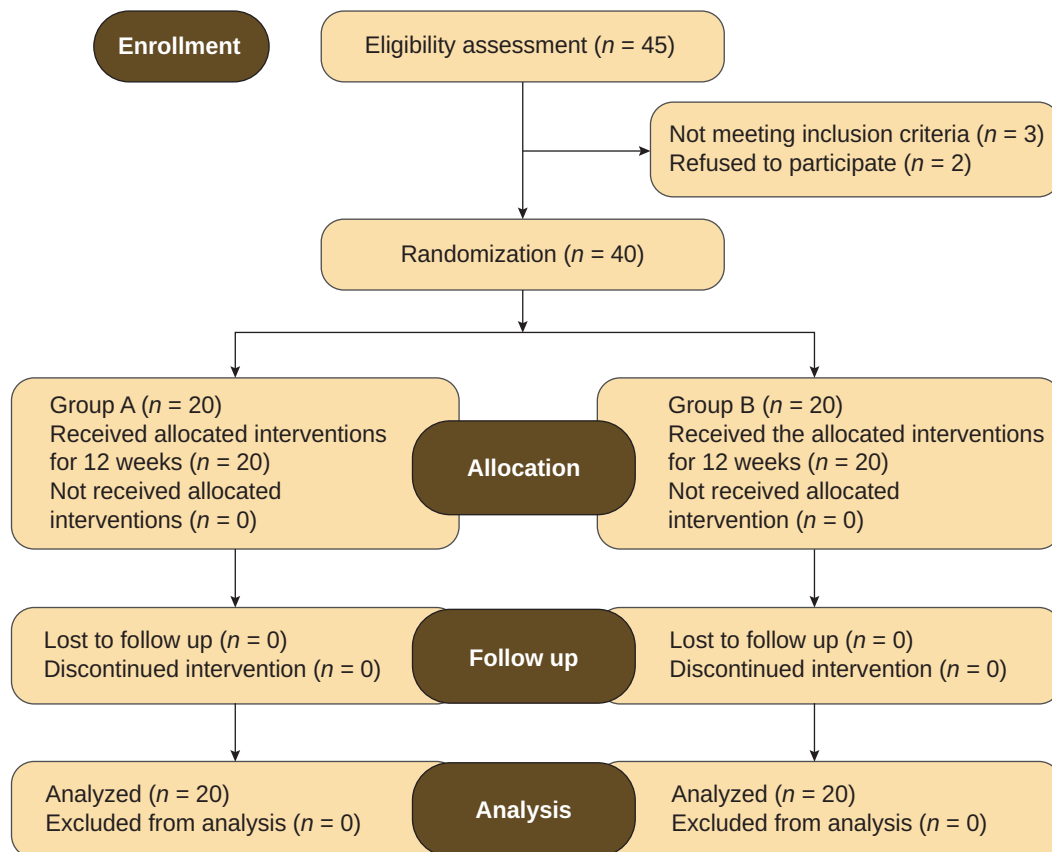 Enrollment
Eligibility assessment (n = 45)
Not meeting inclusion criteria (n = 3)
Refused to participate (n = 2)
Randomization (n = 40)
Group A (n = 20)
Received allocated interventions
for 12 weeks (n = 20)
Not received allocated
interventions (n = 0)
Allocation
Group B (n = 20)
Received the allocated interventions
for 12 weeks (n = 20)
Not received allocated
intervention (n = 0)
Lost to follow up (n = 0)
Discontinued intervention (n = 0)
Follow up
Lost to follow up (n = 0)
Discontinued intervention (n = 0)
Analyzed (n = 20)
Excluded from analysis (n = 0)
Analysis
Analyzed (n = 20)
Excluded from analysis (n = 0)